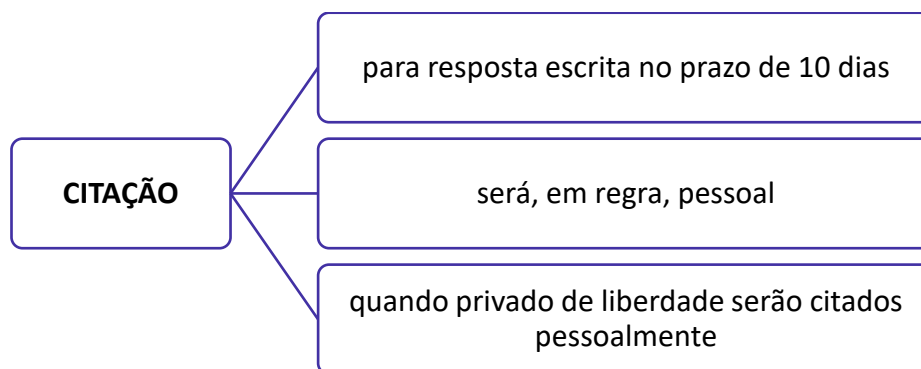 para resposta escrita no prazo de 10 dias
CITAÇÃO
será, em regra, pessoal
quando privado de liberdade serão citados
pessoalmente